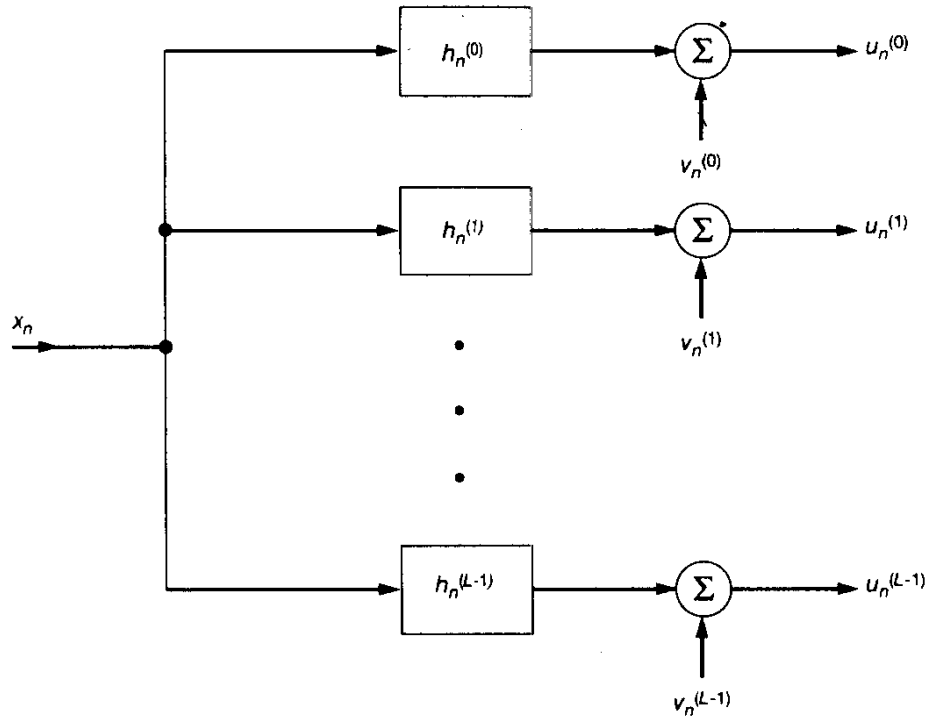 h_n^(0)
Σ
u_n^(0)
v_n^(0)
h_n^(1)
Σ
u_n^(1)
v_n^(1)
x_n
h_n^(L-1)
Σ
u_n^(L-1)
v_n^(L-1)